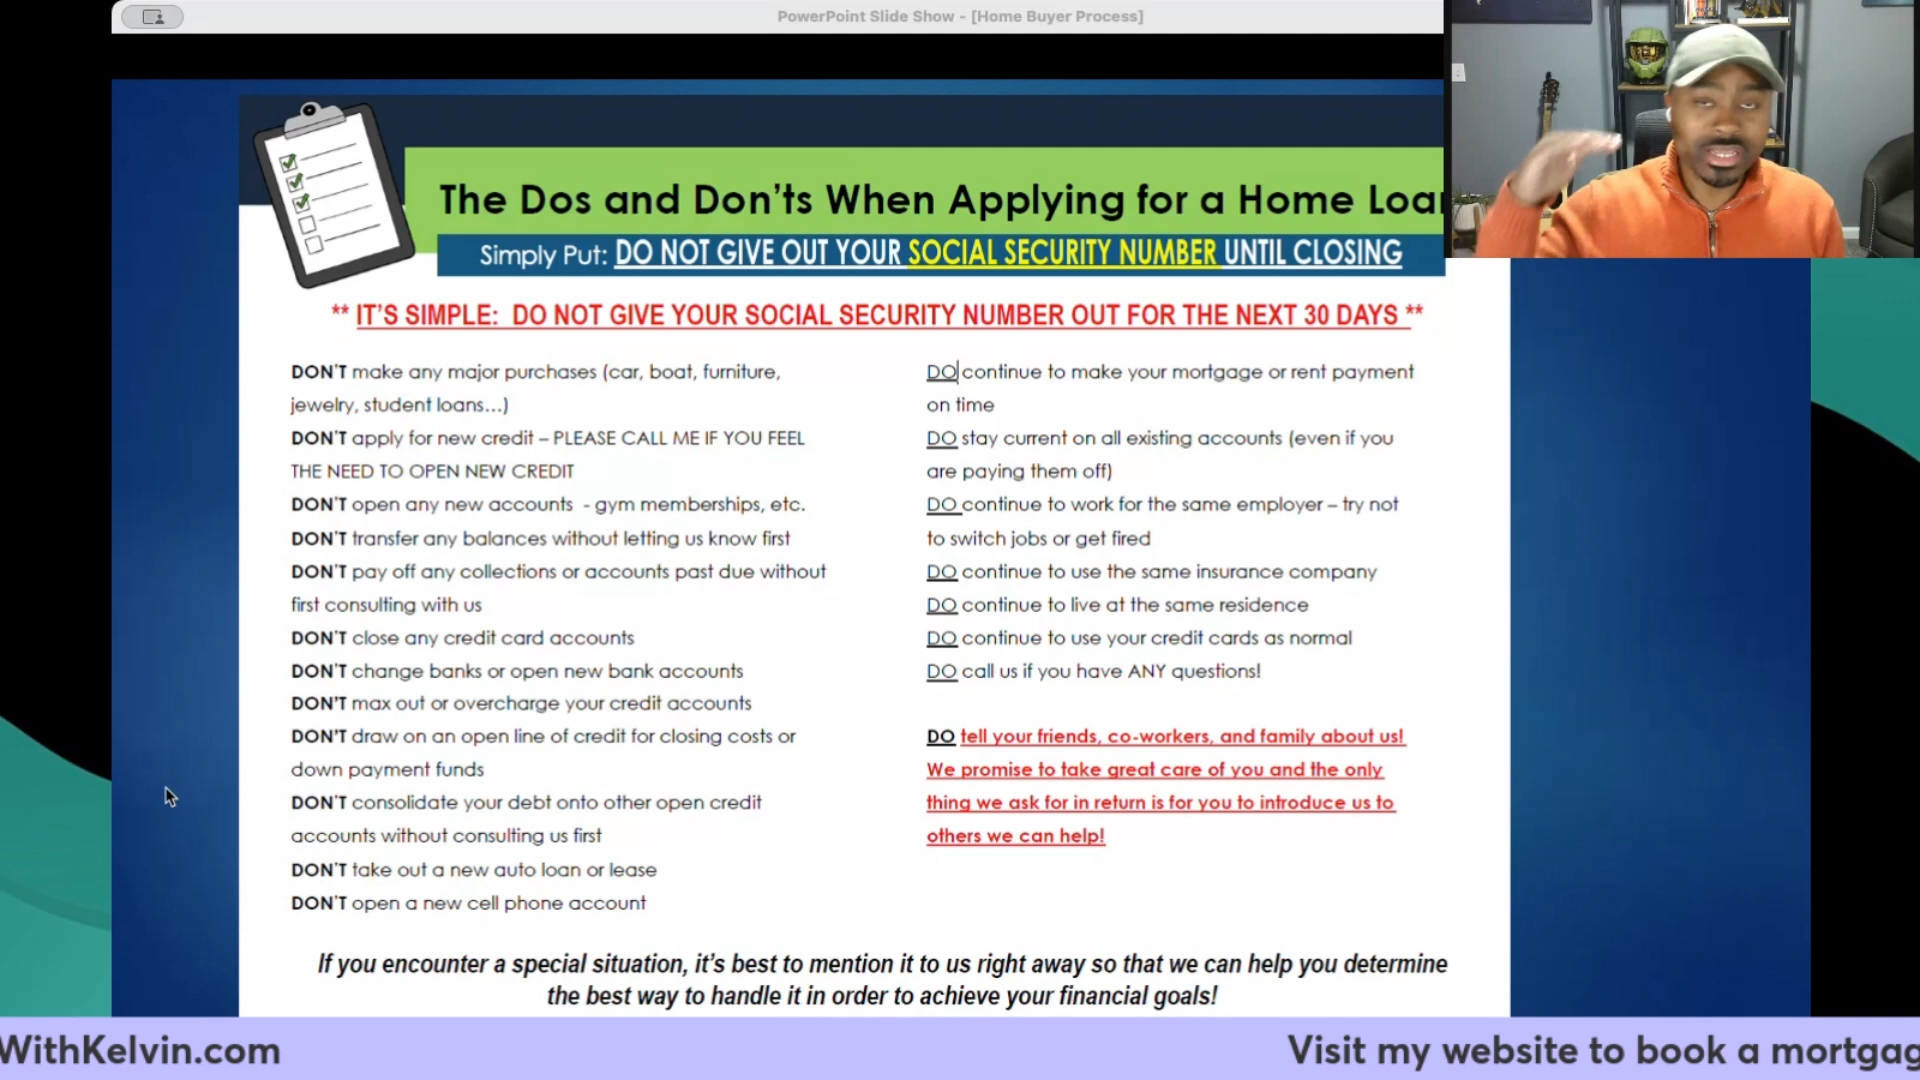 PowerPoint Slide Show - [Home Buyer Process]
The Dos and Don'ts When Applying for a Home Loa
Simply Put: DO NOT GIVE OUT YOUR SOCIAL SECURITY NUMBER UNTIL CLOSING
** IT'S SIMPLE: DO NOT GIVE YOUR SOCIAL SECURITY NUMBER OUT FOR THE NEXT 30 DAYS **
DON'T make any major purchases (car, boat, furniture,
jewelry, student loans...)
DON'T apply for new credit – PLEASE CALL ME IF YOU FEEL
THE NEED TO OPEN NEW CREDIT
DON'T open any new accounts - gym memberships, etc.
DON'T transfer any balances without letting us know first
DON'T pay off any collections or accounts past due without
first consulting with us
DON'T close any credit card accounts
DON'T change banks or open new bank accounts
DON'T max out or overcharge your credit accounts
DON'T draw on an open line of credit for closing costs or
down payment funds
DON'T consolidate your debt onto other open credit
accounts without consulting us first
DON'T take out a new auto loan or lease
DON'T open a new cell phone account
DO continue to make your mortgage or rent payment
on time
DO stay current on all existing accounts (even if you
are paying them off)
DO continue to work for the same employer – try not
to switch jobs or get fired
DO continue to use the same insurance company
DO continue to live at the same residence
DO continue to use your credit cards as normal
DO call us if you have ANY questions!
DO tell your friends, co-workers, and family about us!
We promise to take great care of you and the only
thing we ask for in return is for you to introduce us to
others we can help!
If you encounter a special situation, it's best to mention it to us right away so that we can help you determine
the best way to handle it in order to achieve your financial goals!
WithKelvin.com
Visit my website to book a mortgag